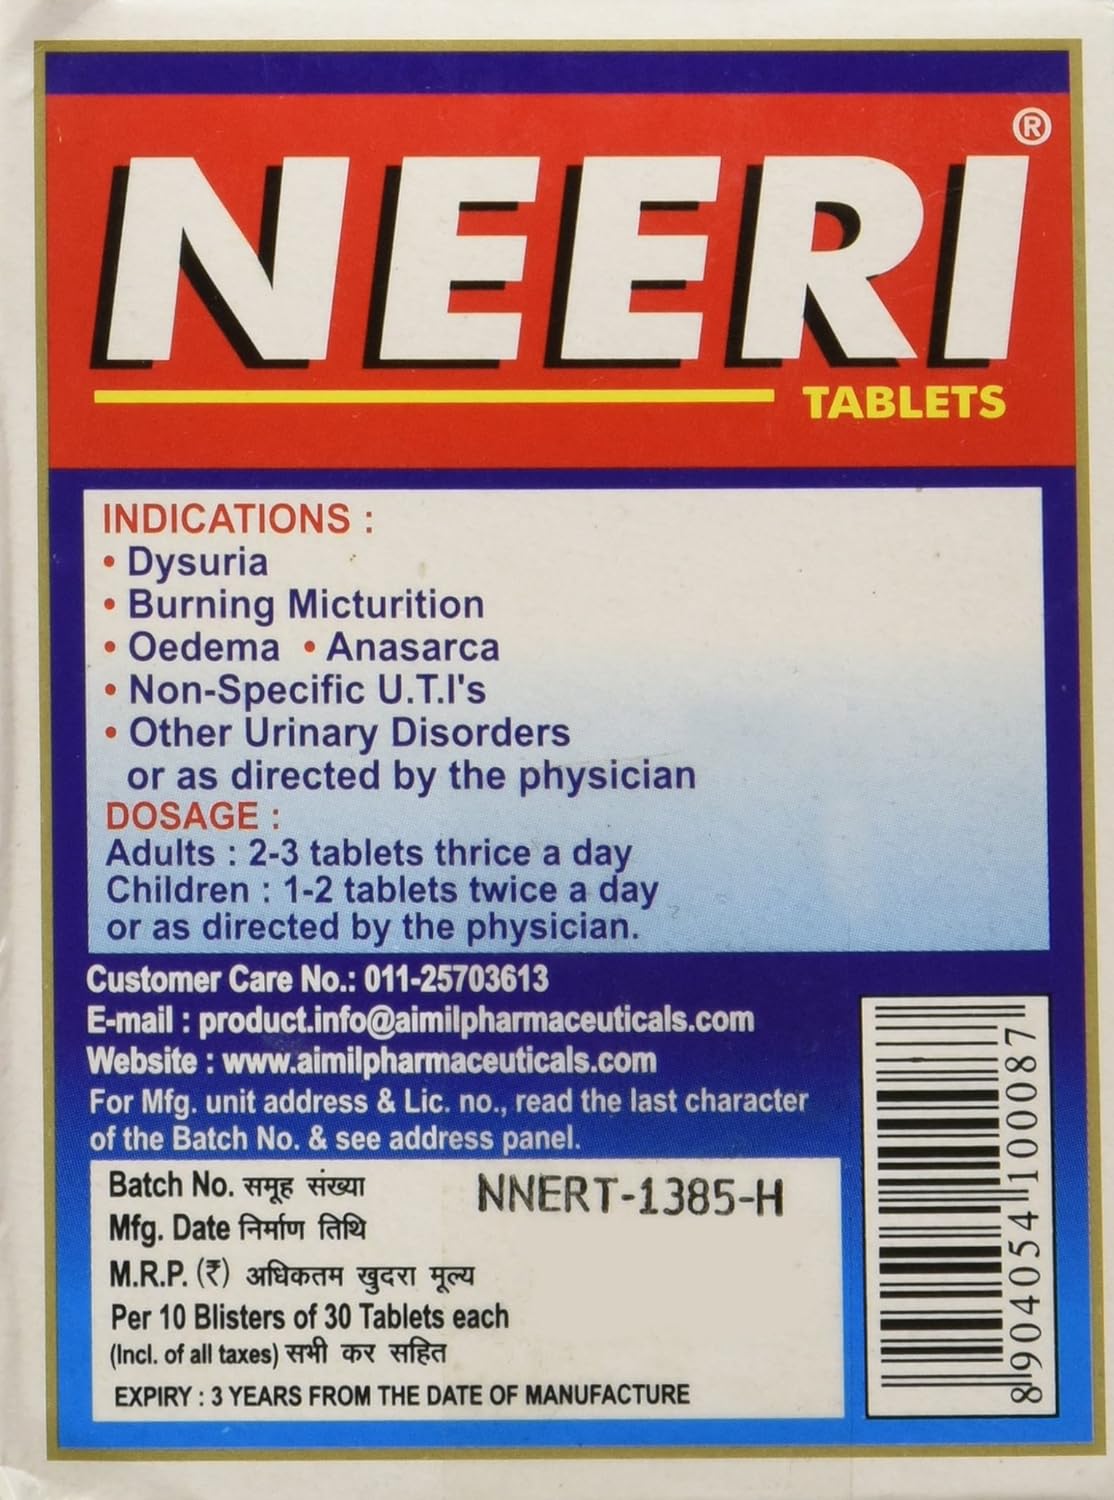 NEERI®
TABLETS
INDICATIONS :
• Dysuria
• Burning Micturition
• Oedema • Anasarca
• Non-Specific U.T.I's
• Other Urinary Disorders
or as directed by the physician
DOSAGE :
Adults : 2-3 tablets thrice a day
Children : 1-2 tablets twice a day
or as directed by the physician.
Customer Care No.: 011-25703613
E-mail : product.info@aimilpharmaceuticals.com
Website : www.aimilpharmaceuticals.com
For Mfg. unit address & Lic. no., read the last character
of the Batch No. & see address panel.
Batch No. समूह संख्या NNERT-1385-H
Mfg. Date निर्माण तिथि
M.R.P. (₹) अधिकतम खुदरा मूल्य
Per 10 Blisters of 30 Tablets each
(Incl. of all taxes) सभी कर सहित
EXPIRY : 3 YEARS FROM THE DATE OF MANUFACTURE
8904054100087